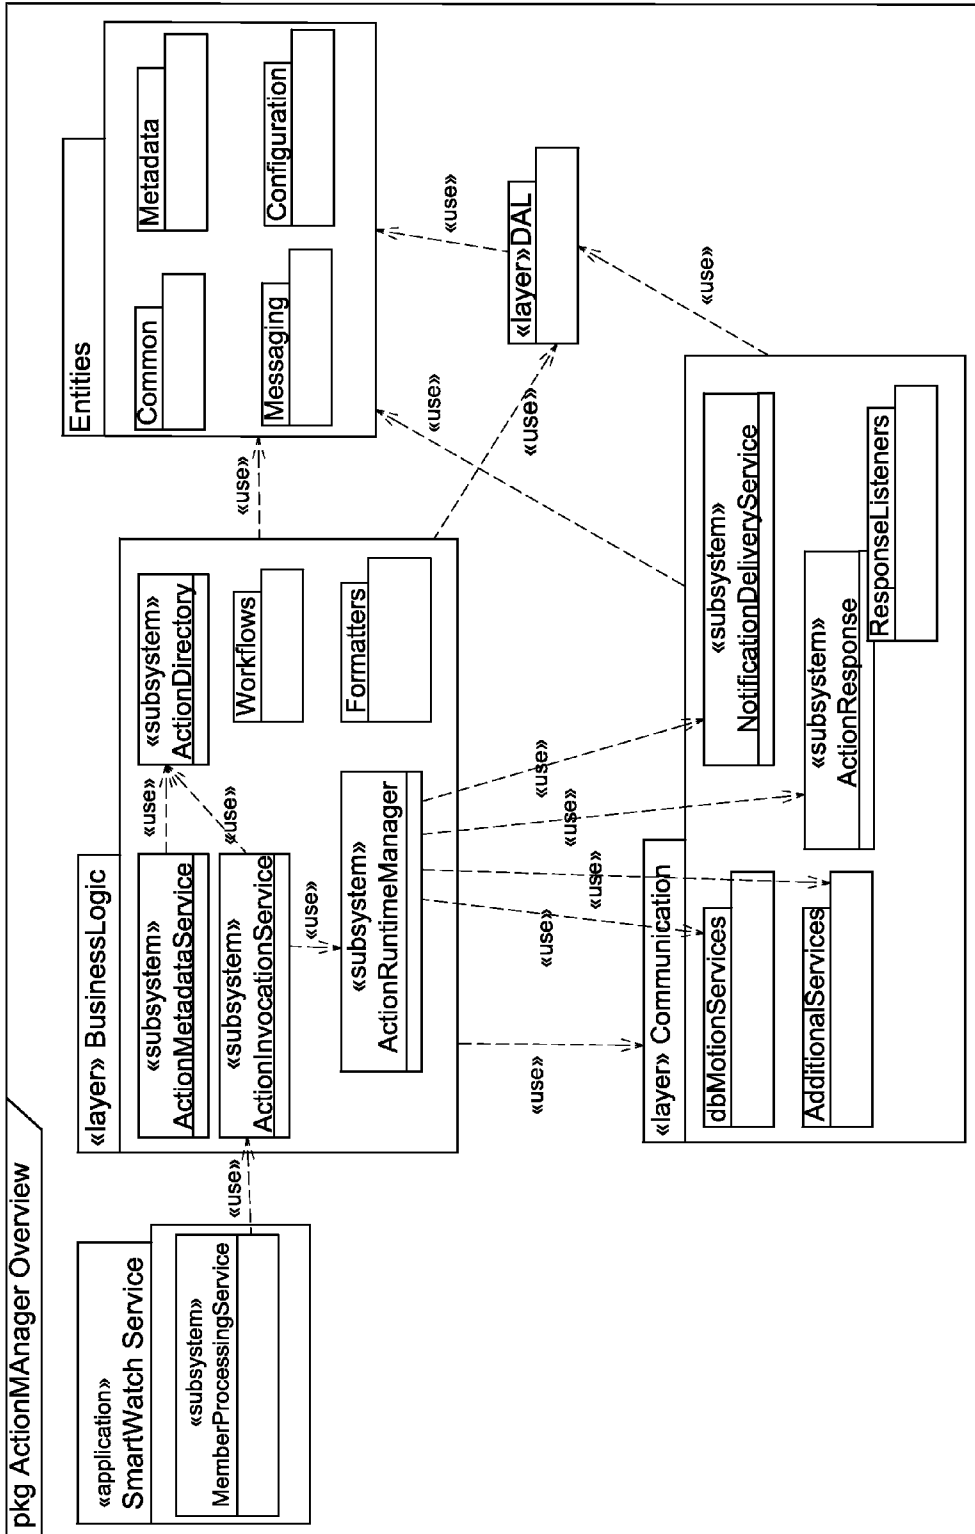 pkg ActionMAnager Overview
«application»
SmartWatch Service
«subsystem»
MemberProcessingService
«use»
«layer» BusinessLogic
«subsystem»
ActionMetadataService
«use»
«subsystem»
ActionDirectory
«subsystem»
ActionInvocationService
«use»
Workflows
«use»
«subsystem»
ActionRuntimeManager
Formatters
«use»
Entities
Common
Metadata
Messaging
Configuration
«use»
«use»
«use»
«layer»DAL
«use»
«use»
«use»
«use»
«use»
«use»
«use»
«layer» Communication
dbMotionServices
«subsystem»
NotificationDeliveryService
AdditionalServices
«subsystem»
ActionResponse
ResponseListeners